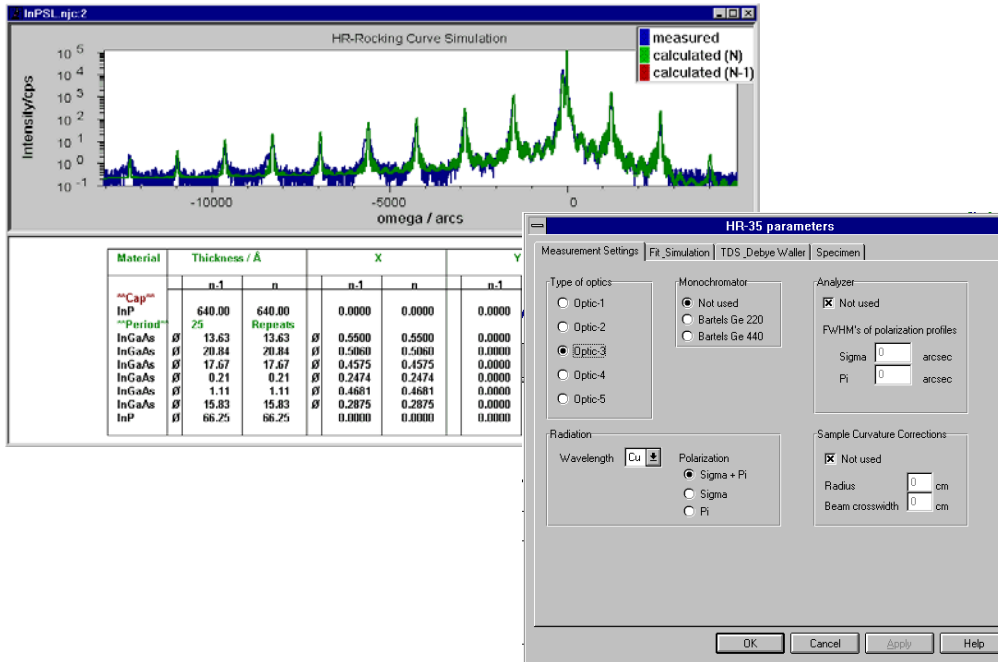 InPSL.njc:2
HR-Rocking Curve Simulation
measured
calculated (N)
calculated (N-1)
Intensity/cps
10 5
10 4
10 3
10 2
10 1
10 0
10 -1
-10000 -5000 0
omega / arcs
Material Thickness / Å X Y
n-1 n n-1 n n-1
**Cap**
InP 640.00 640.00 0.0000 0.0000 0.0000
**Period** 25 Repeats
InGaAs Ø 13.63 13.63 Ø 0.5500 0.5500 0.0000
InGaAs Ø 20.84 20.84 Ø 0.5060 0.5060 0.0000
InGaAs Ø 17.67 17.67 Ø 0.4575 0.4575 0.0000
InGaAs Ø 0.21 0.21 Ø 0.2474 0.2474 0.0000
InGaAs Ø 1.11 1.11 Ø 0.4681 0.4681 0.0000
InGaAs Ø 15.83 15.83 Ø 0.2875 0.2875 0.0000
InP Ø 66.25 66.25 0.0000 0.0000 0.0000
HR-35 parameters
Measurement Settings Fit_Simulation TDS_Debye Waller Specimen
Type of optics
Optic-1
Optic-2
Optic-3
Optic-4
Optic-5
Monochromator
Not used
Bartels Ge 220
Bartels Ge 440
Analyzer
Not used
FWHM's of polarization profiles
Sigma 0 arcsec
Pi 0 arcsec
Radiation
Wavelength Cu
Polarization
Sigma + Pi
Sigma
Pi
Sample Curvature Corrections
Not used
Radius 0 cm
Beam crosswidth 0 cm
OK Cancel Apply Help